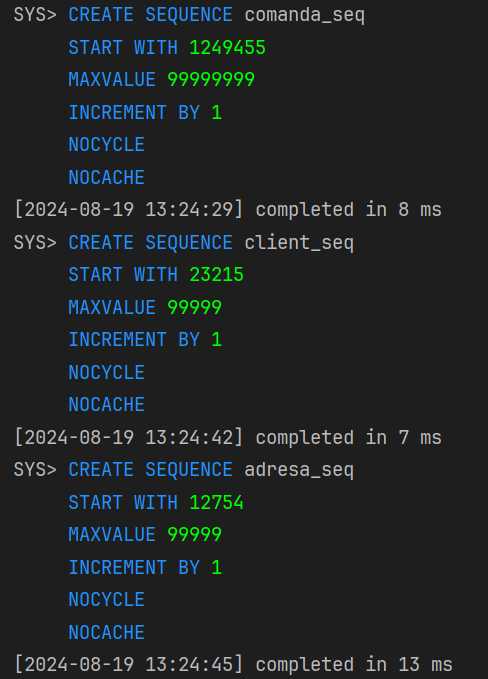 SYS> CREATE SEQUENCE comanda_seq
START WITH 1249455
MAXVALUE 99999999
INCREMENT BY 1
NOCYCLE
NOCACHE
[2024-08-19 13:24:29] completed in 8 ms
SYS> CREATE SEQUENCE client_seq
START WITH 23215
MAXVALUE 99999
INCREMENT BY 1
NOCYCLE
NOCACHE
[2024-08-19 13:24:42] completed in 7 ms
SYS> CREATE SEQUENCE adresa_seq
START WITH 12754
MAXVALUE 99999
INCREMENT BY 1
NOCYCLE
NOCACHE
[2024-08-19 13:24:45] completed in 13 ms